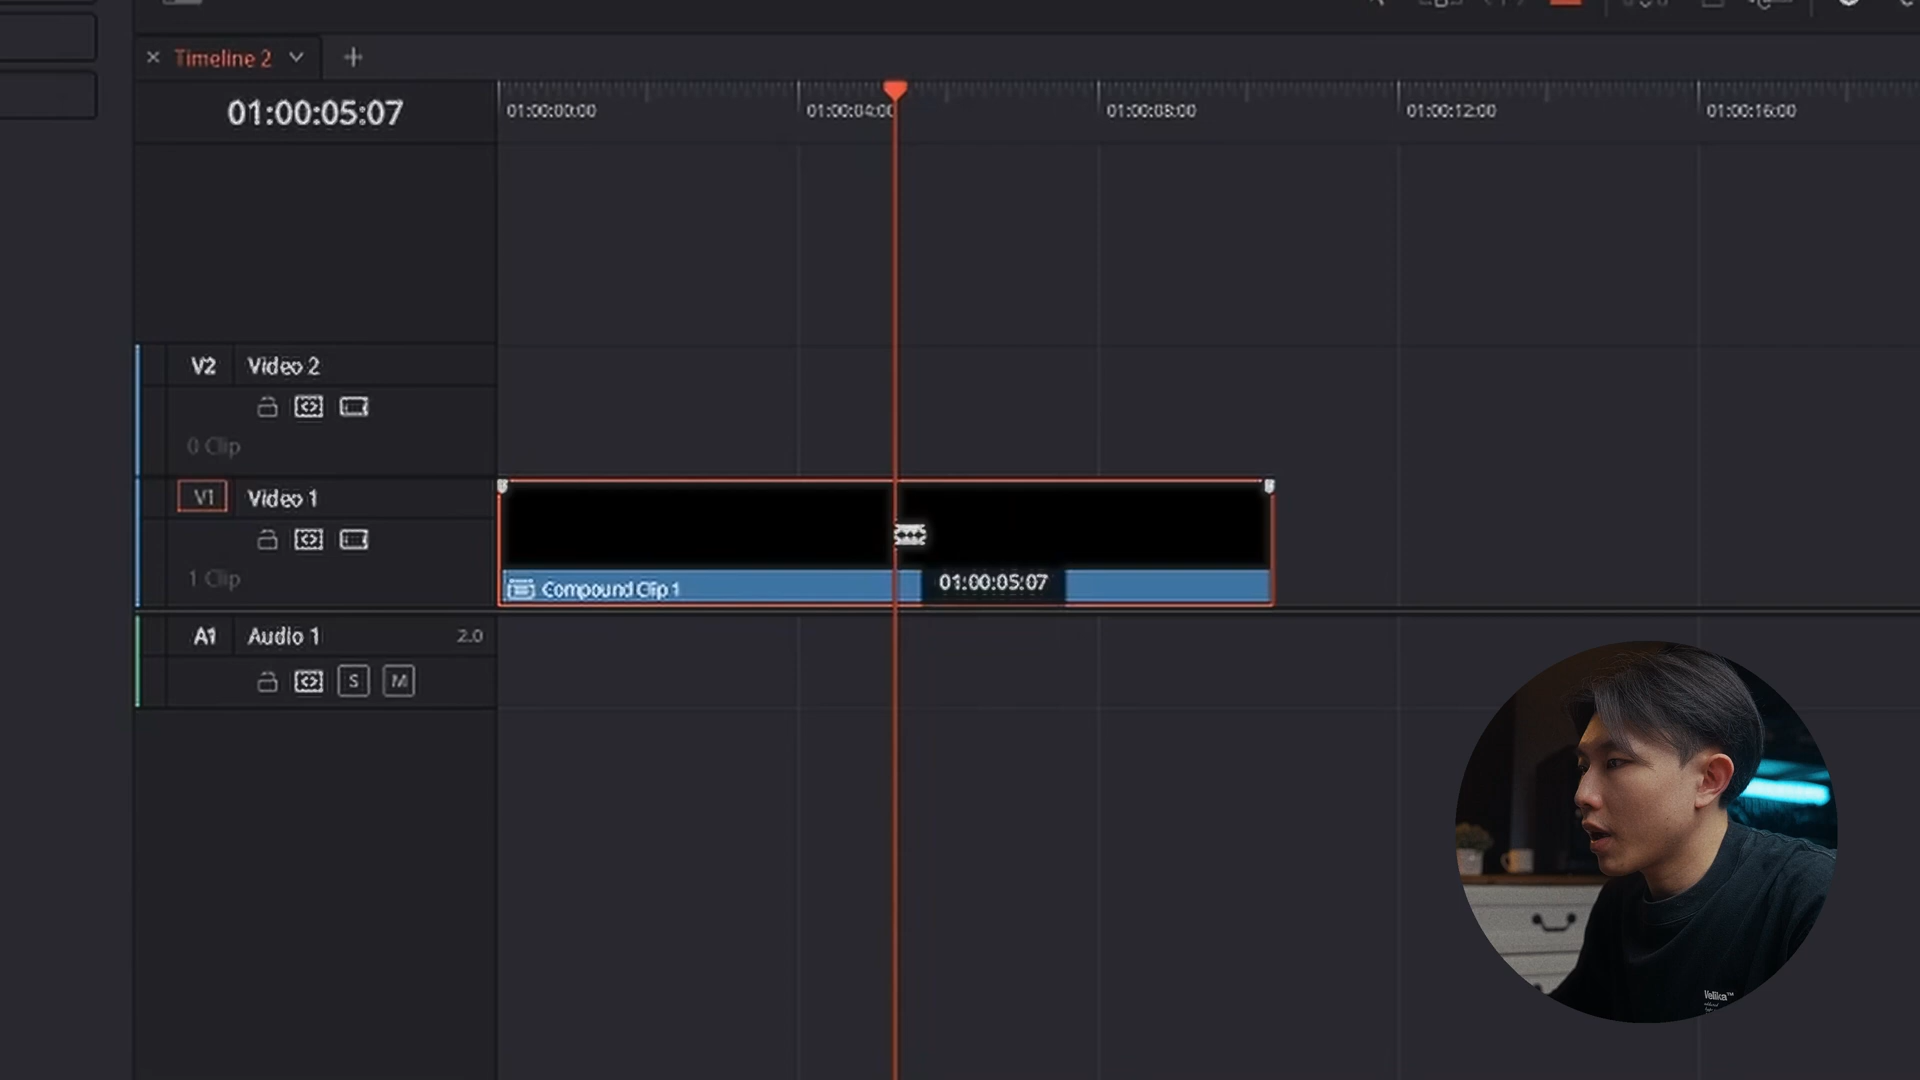 Timeline 2
01:00:05:07
01:00:00:00
01:00:04:00
01:00:08:00
01:00:12:00
01:00:16:00
V2 Video 2
0 Clip
V1 Video 1
1 Clip
Compound Clip 1
01:00:05:07
A1 Audio 1 2.0
S M
Velika™